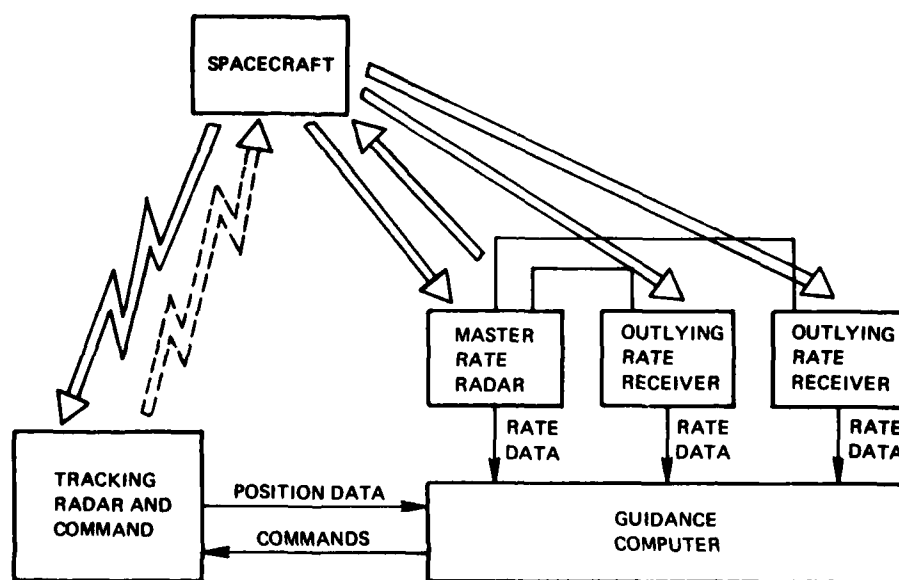 SPACECRAFT
MASTER
RATE
RADAR
OUTLYING
RATE
RECEIVER
OUTLYING
RATE
RECEIVER
RATE
DATA
RATE
DATA
RATE
DATA
TRACKING
RADAR AND
COMMAND
POSITION DATA
COMMANDS
GUIDANCE
COMPUTER